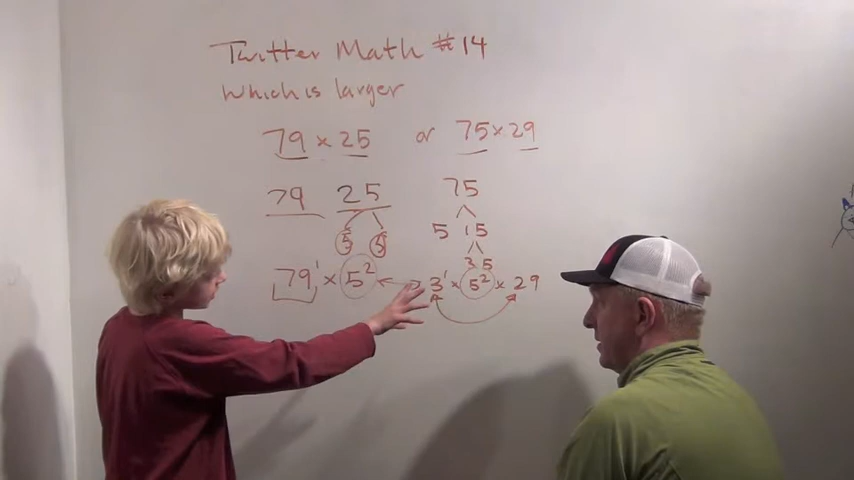 Twitter Math #14
Which is larger
79 x 25 or 75 x 29
79 25 75
5 5 5 15
3 5
79¹ x 5² 3¹ x 5² x 29